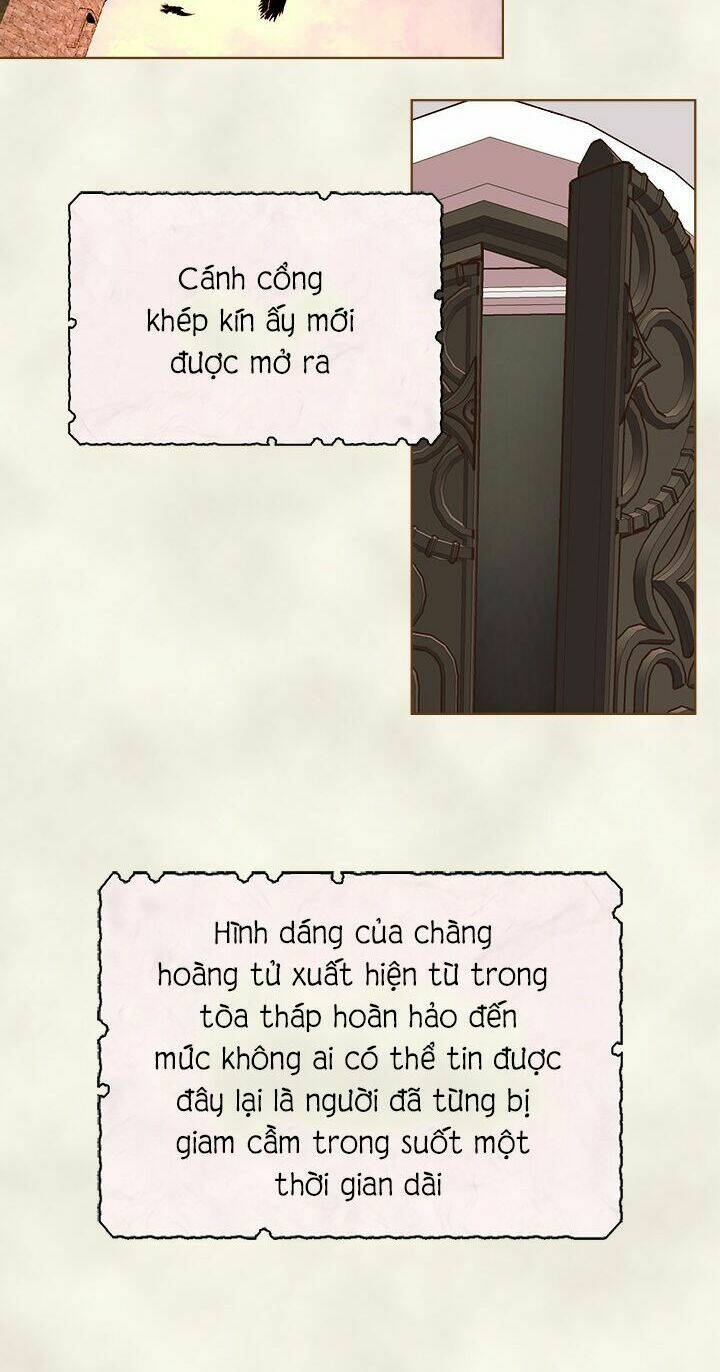 Cánh cổng
khép kín ấy mới
được mở ra
Hình dáng của chàng
hoàng tử xuất hiện từ trong
tòa tháp hoàn hảo đến
mức không ai có thể tin được
đây lại là người đã từng bị
giam cầm trong suốt một
thời gian dài